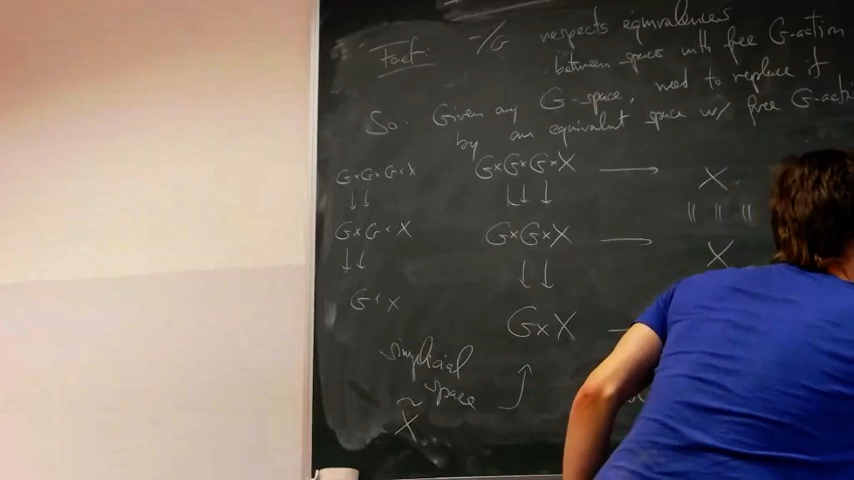 Fact: -/G respects equivalences
between spaces with free G-action
So: Given any G-space, need to replace it
by an equivalent space w/ free G-acti
G×G×G×X G×G×G×X → X
↓↓ ↓↓↓ || || ||
G×G×X G×G×X → X
↓↓ ↓↓
G×X G×X
simplicial
space
X̃